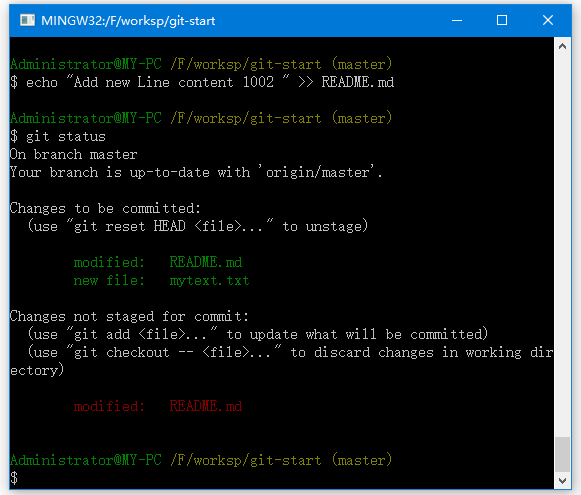 MINGW32:/F/worksp/git-start
Administrator@MY-PC /F/worksp/git-start (master)
$ echo "Add new Line content 1002 " >> README.md
Administrator@MY-PC /F/worksp/git-start (master)
$ git status
On branch master
Your branch is up-to-date with 'origin/master'.
Changes to be committed:
  (use "git reset HEAD <file>..." to unstage)
        modified:   README.md
        new file:   mytext.txt
Changes not staged for commit:
  (use "git add <file>..." to update what will be committed)
  (use "git checkout -- <file>..." to discard changes in working dir
ectory)
        modified:   README.md
Administrator@MY-PC /F/worksp/git-start (master)
$